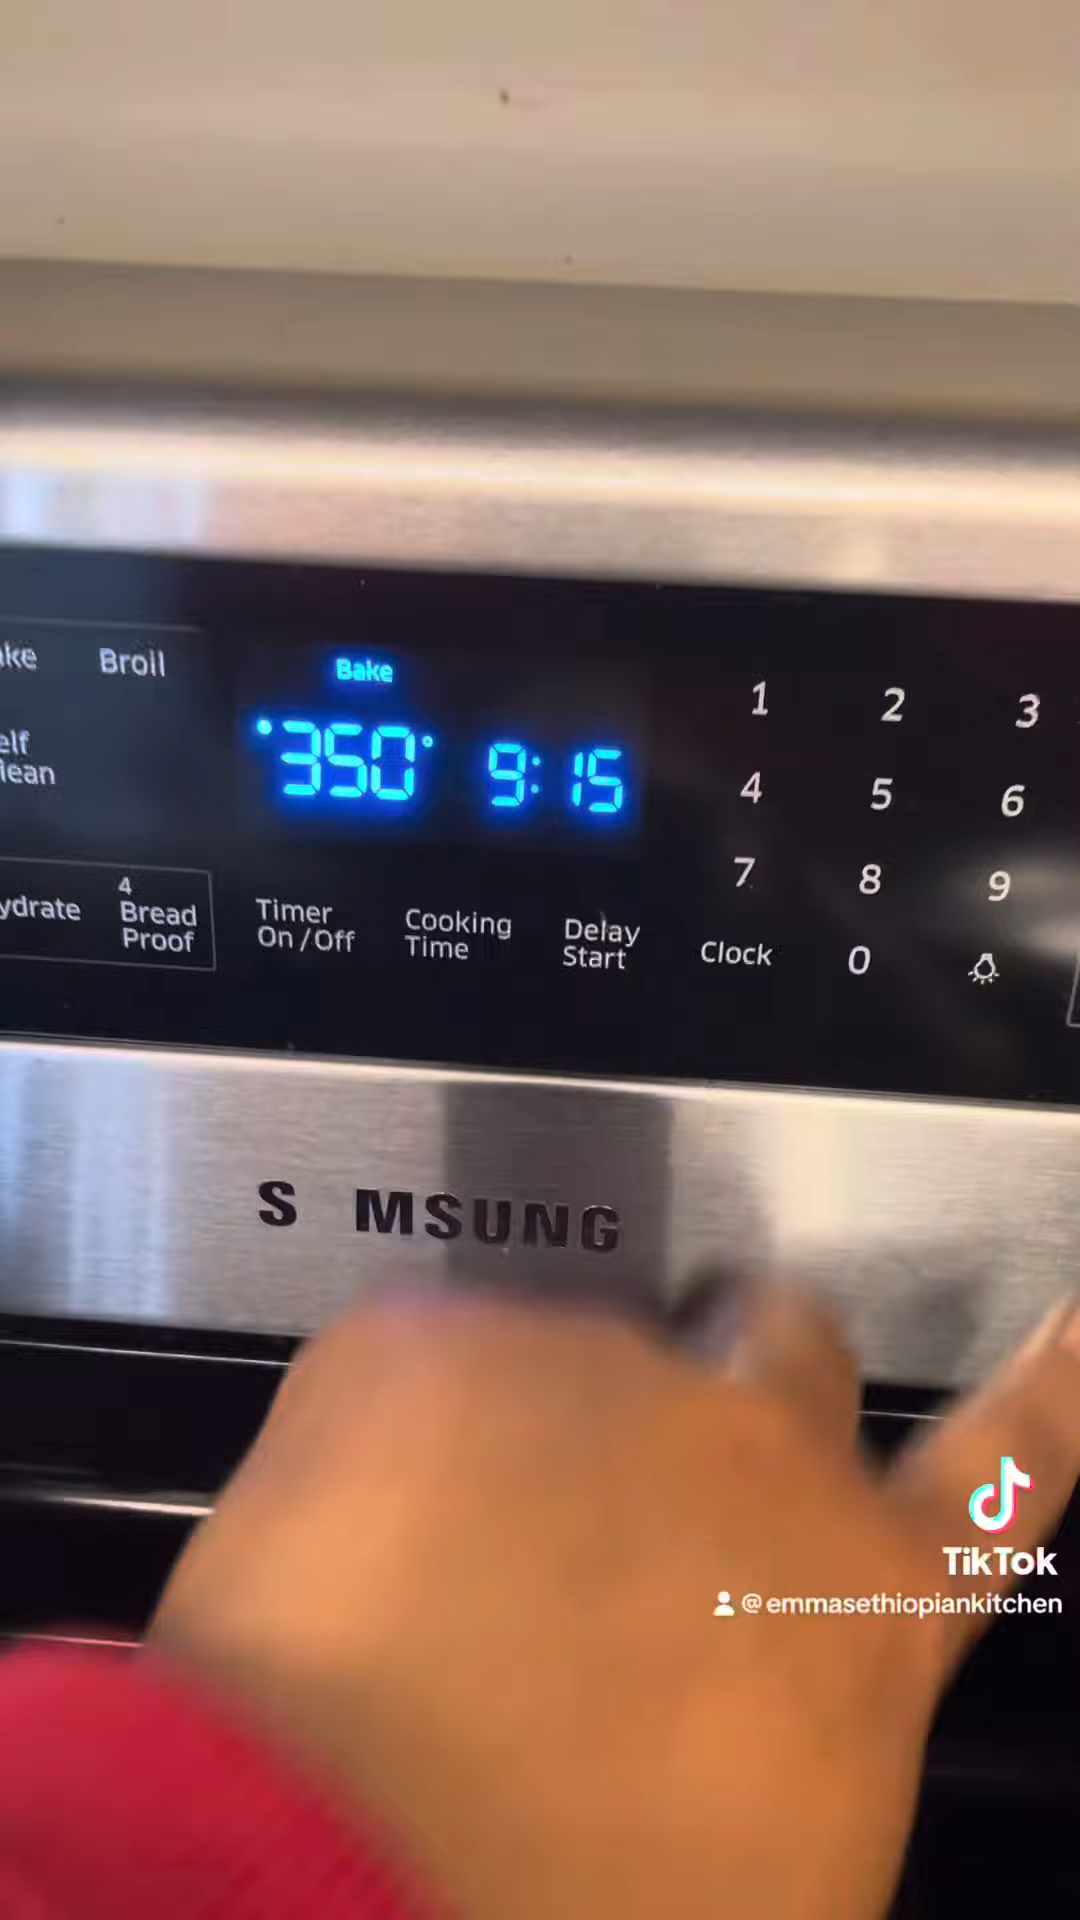 ke Broil
elf
lean
ydrate
4
Bread
Proof
Bake
350° 9:15
Timer
On/Off
Cooking
Time
Delay
Start
Clock
1 2 3
4 5 6
7 8 9
0
S MSUNG
TikTok
@emmasethiopiankitchen